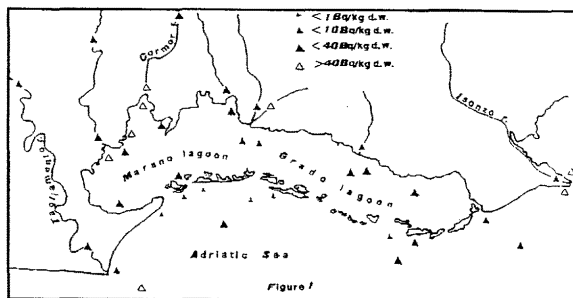 < 1Bq/kg d.w.
< 10Bq/kg d.w.
< 40Bq/kg d.w.
> 40Bq/kg d.w.
Cormor r.
Isonzo r.
Tagliamento r.
Marano lagoon
Grado lagoon
Adriatic Sea
Figure 1